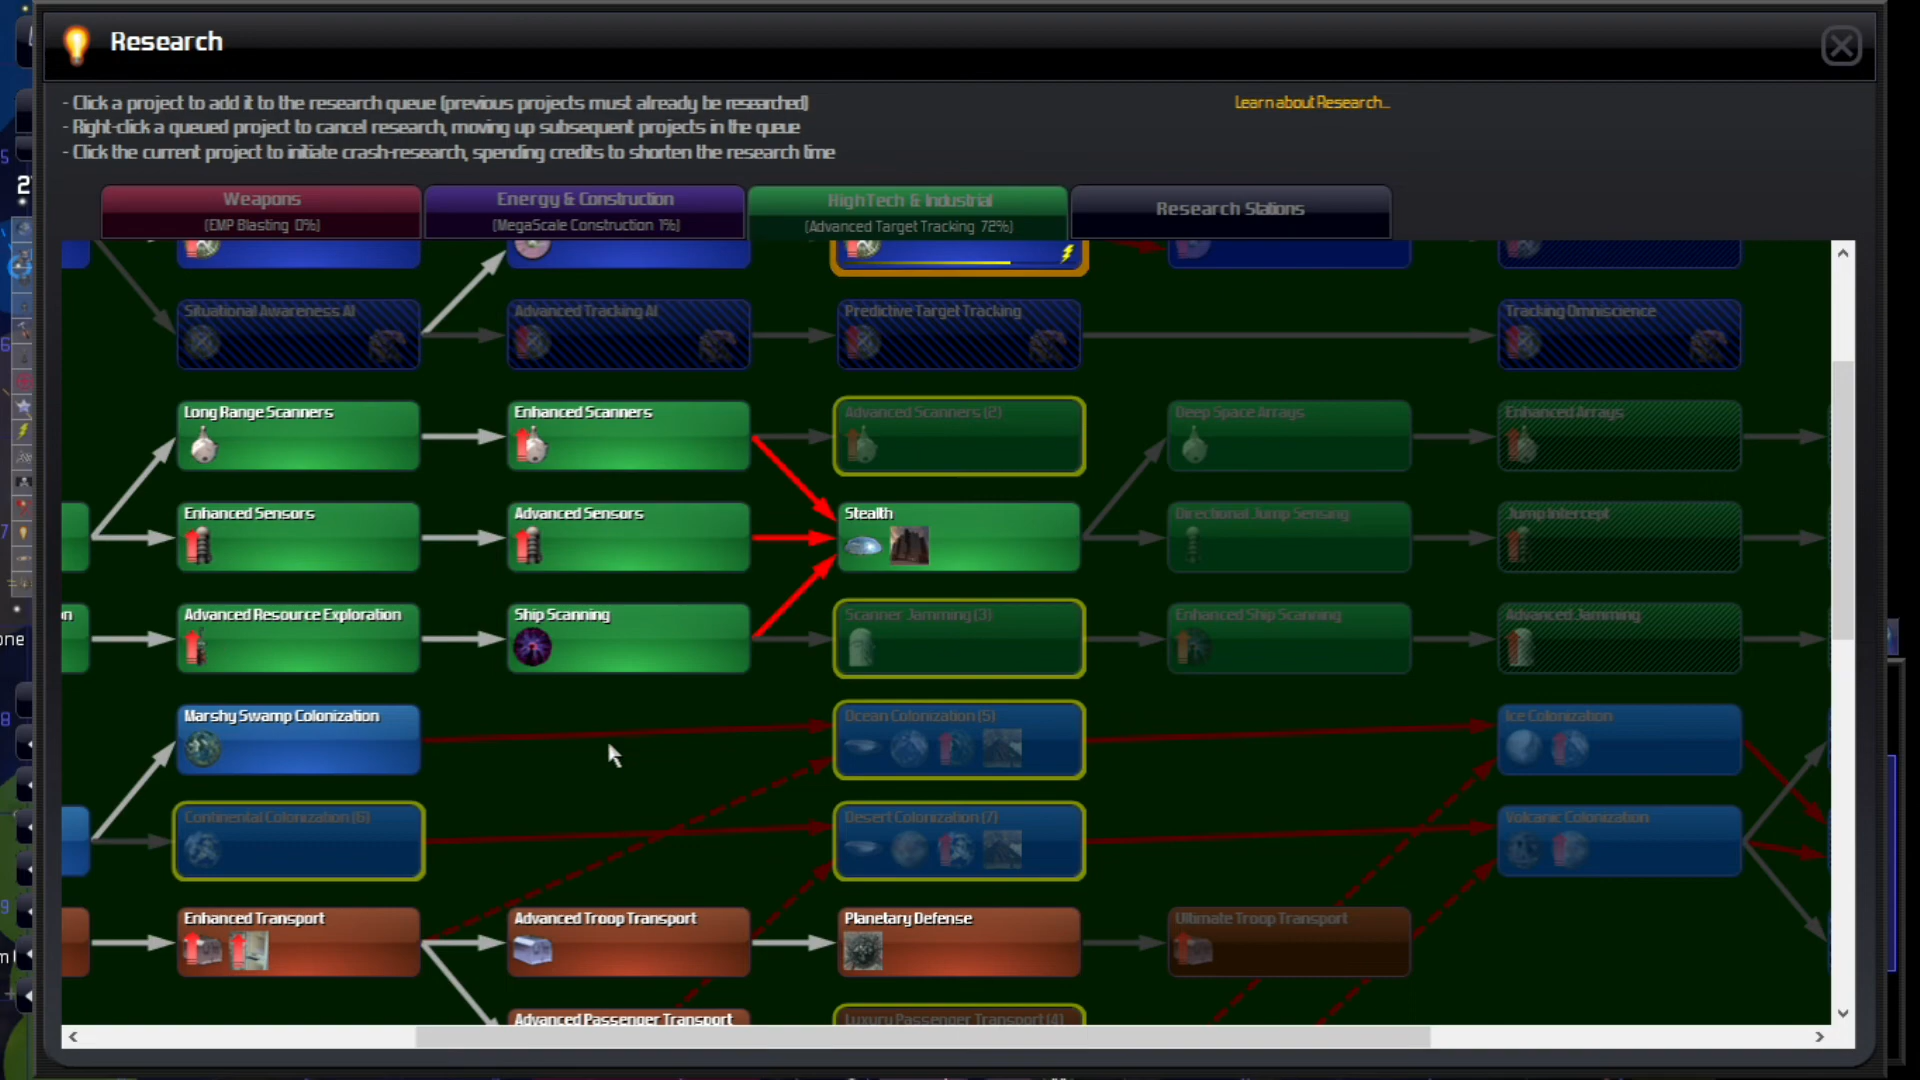 Research
- Click a project to add it to the research queue (previous projects must already be researched)
Learn about Research...
- Right-click a queued project to cancel research, moving up subsequent projects in the queue
- Click the current project to initiate crash-research, spending credits to shorten the research time
Weapons
(EMP Blasting 0%)
Energy & Construction
(MegaScale Construction 1%)
HighTech & Industrial
(Advanced Target Tracking 72%)
Research Stations
Situational Awareness AI
Advanced Tracking AI
Predictive Target Tracking
Tracking Omniscience
Long Range Scanners
Enhanced Scanners
Advanced Scanners (2)
Deep Space Arrays
Enhanced Arrays
Enhanced Sensors
Advanced Sensors
Stealth
Directional Jump Sensing
Jump Intercept
Advanced Resource Exploration
Ship Scanning
Scanner Jamming (3)
Enhanced Ship Scanning
Advanced Jamming
Marshy Swamp Colonization
Ocean Colonization (5)
Ice Colonization
Continental Colonization (6)
Desert Colonization (7)
Volcanic Colonization
Enhanced Transport
Advanced Troop Transport
Planetary Defense
Ultimate Troop Transport
Advanced Passenger Transport
Luxury Passenger Transport (4)